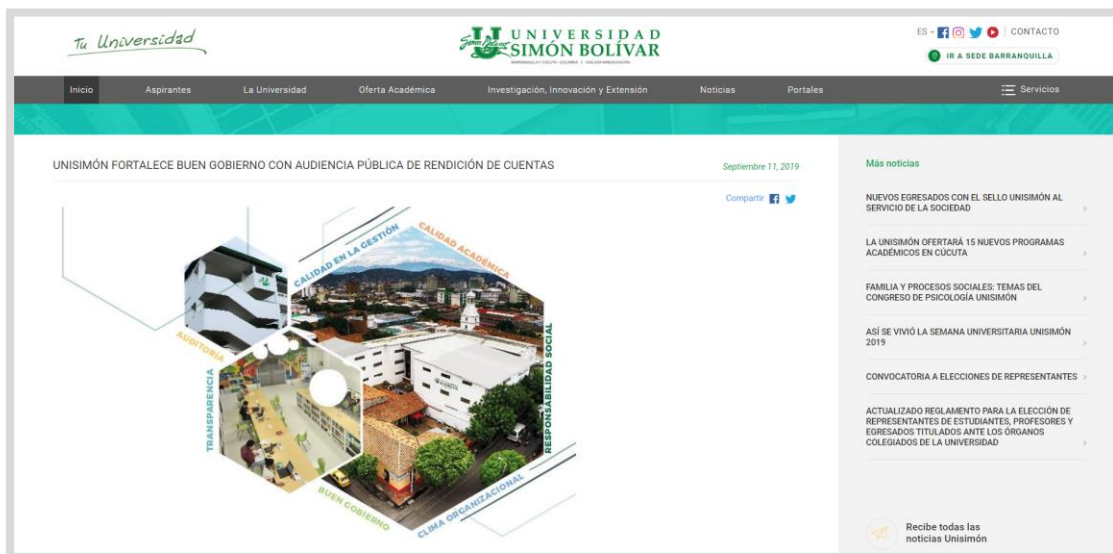 Tu Universidad
UNIVERSIDAD
SIMÓN BOLÍVAR
ES
CONTACTO
IR A SEDE BARRANQUILLA
Inicio
Aspirantes
La Universidad
Oferta Académica
Investigación, Innovación y Extensión
Noticias
Portales
Servicios
UNISIMÓN FORTALECE BUEN GOBIERNO CON AUDIENCIA PÚBLICA DE RENDICIÓN DE CUENTAS
Septiembre 11, 2019
Compartir
CALIDAD EN LA GESTIÓN
CALIDAD ACADÉMICA
AUDITORÍA
TRANSPARENCIA
RESPONSABILIDAD SOCIAL
BUEN GOBIERNO
CLIMA ORGANIZACIONAL
Más noticias
NUEVOS EGRESADOS CON EL SELLO UNISIMÓN AL
SERVICIO DE LA SOCIEDAD
LA UNISIMÓN OFERTARÁ 15 NUEVOS PROGRAMAS
ACADÉMICOS EN CÚCUTA
FAMILIA Y PROCESOS SOCIALES: TEMAS DEL
CONGRESO DE PSICOLOGÍA UNISIMÓN
ASÍ SE VIVIÓ LA SEMANA UNIVERSITARIA UNISIMÓN
2019
CONVOCATORIA A ELECCIONES DE REPRESENTANTES
ACTUALIZADO REGLAMENTO PARA LA ELECCIÓN DE
REPRESENTANTES DE ESTUDIANTES, PROFESORES Y
EGRESADOS TITULADOS ANTE LOS ÓRGANOS
COLEGIADOS DE LA UNIVERSIDAD
Recibe todas las
noticias Unisimón